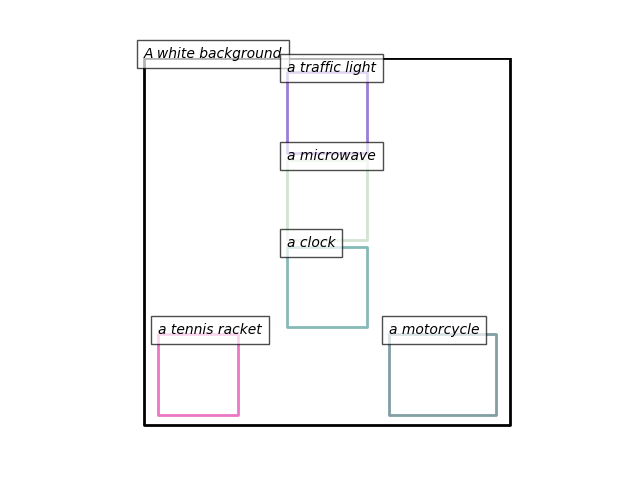 A white background
a traffic light
a microwave
a clock
a tennis racket
a motorcycle